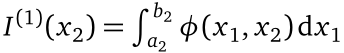 I^{(1)}(x_2) = \int_{a_2}^{b_2} \phi(x_1, x_2) dx_1